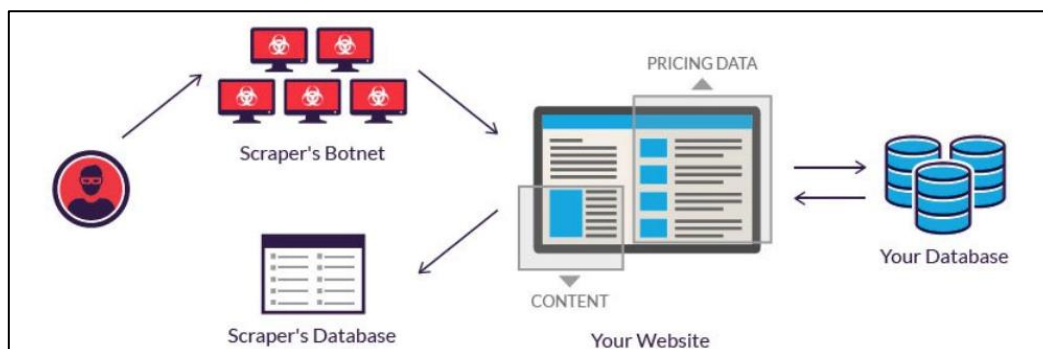 PRICING DATA
Scraper's Botnet
Your Database
CONTENT
Scraper's Database
Your Website